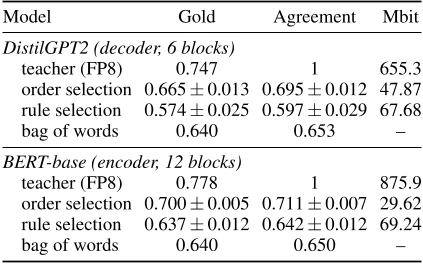 Model Gold Agreement Mbit
DistilGPT2 (decoder, 6 blocks)
teacher (FP8) 0.747 1 655.3
order selection 0.665 ± 0.013 0.695 ± 0.012 47.87
rule selection 0.574 ± 0.025 0.597 ± 0.029 67.68
bag of words 0.640 0.653 –
BERT-base (encoder, 12 blocks)
teacher (FP8) 0.778 1 875.9
order selection 0.700 ± 0.005 0.711 ± 0.007 29.62
rule selection 0.637 ± 0.012 0.642 ± 0.012 69.24
bag of words 0.640 0.650 –